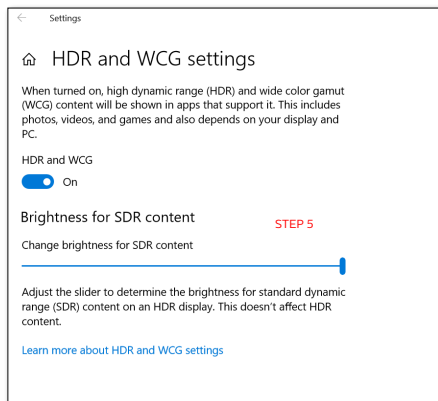 Settings
HDR and WCG settings
When turned on, high dynamic range (HDR) and wide color gamut
(WCG) content will be shown in apps that support it. This includes
photos, videos, and games and also depends on your display and
PC.
HDR and WCG
On
Brightness for SDR content
STEP 5
Change brightness for SDR content
Adjust the slider to determine the brightness for standard dynamic
range (SDR) content on an HDR display. This doesn't affect HDR
content.
Learn more about HDR and WCG settings